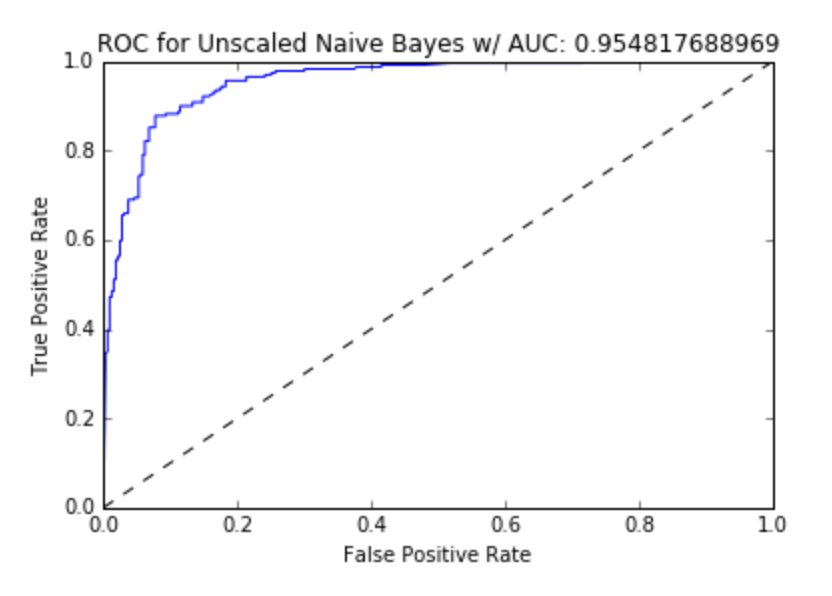 ROC for Unscaled Naive Bayes w/ AUC: 0.954817688969
1.0
0.8
0.6
0.4
0.2
0.0
True Positive Rate
0.0 0.2 0.4 0.6 0.8 1.0
False Positive Rate